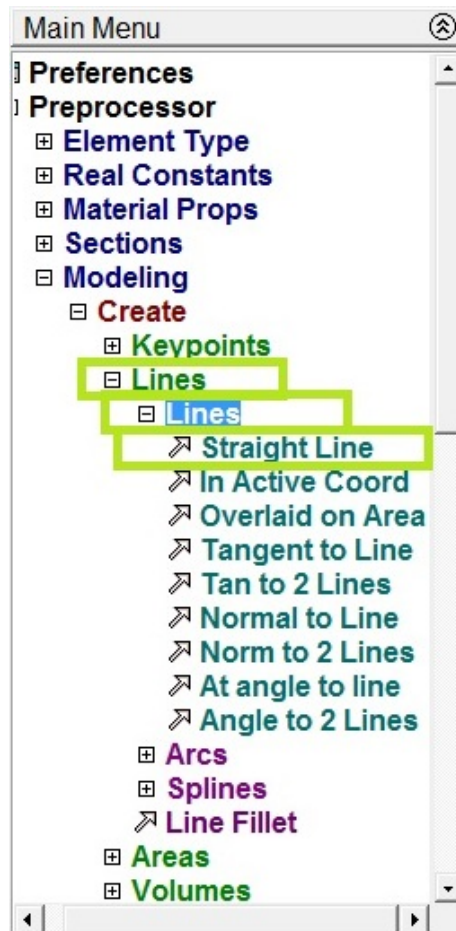 Main Menu
Preferences
Preprocessor
Element Type
Real Constants
Material Props
Sections
Modeling
Create
Keypoints
Lines
Lines
Straight Line
In Active Coord
Overlaid on Area
Tangent to Line
Tan to 2 Lines
Normal to Line
Norm to 2 Lines
At angle to line
Angle to 2 Lines
Arcs
Splines
Line Fillet
Areas
Volumes